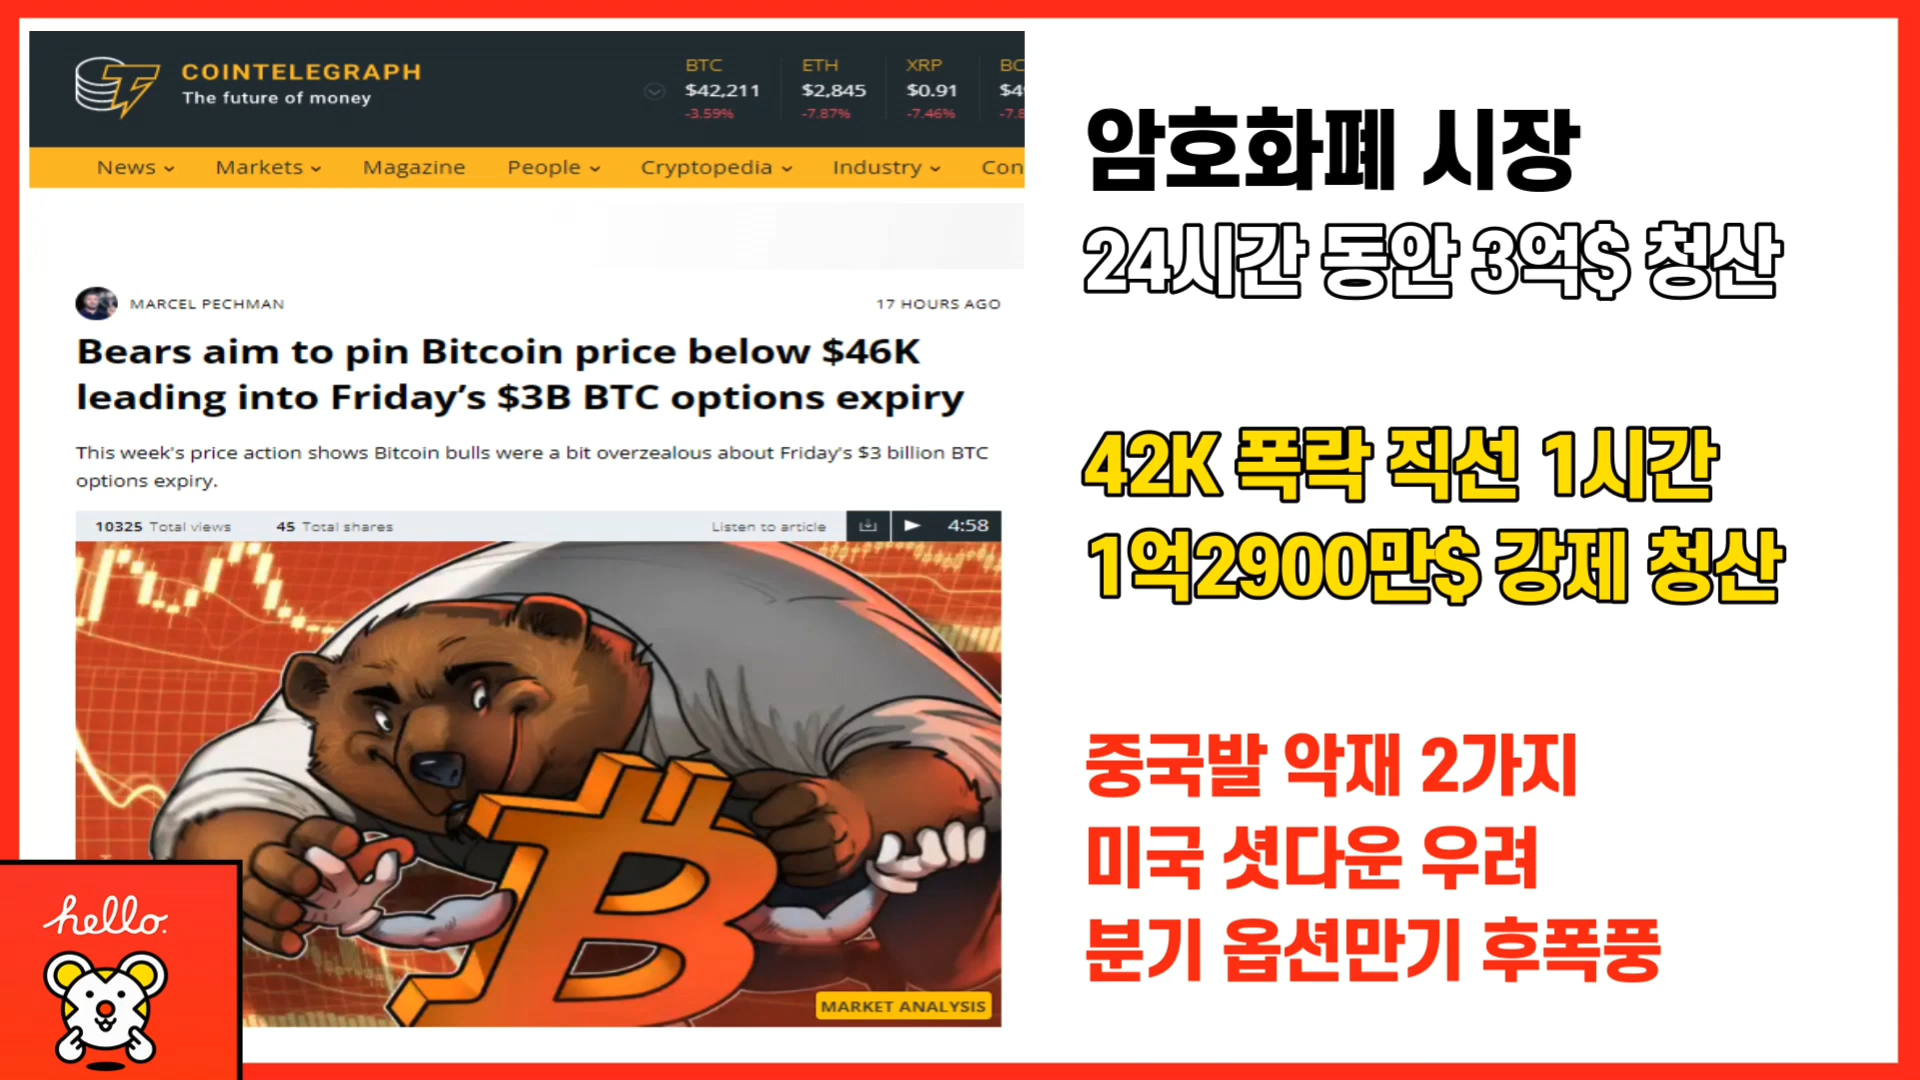 COINTELEGRAPH
The future of money
BTC ETH XRP
$42,211 $2,845 $0.91
-3.59% -7.87% -7.46%
News Markets Magazine People Cryptopedia Industry
MARCEL PECHMAN 17 HOURS AGO
Bears aim to pin Bitcoin price below $46K
leading into Friday’s $3B BTC options expiry
This week's price action shows Bitcoin bulls were a bit overzealous about Friday's $3 billion BTC
options expiry.
10325 Total views 45 Total shares Listen to article 4:58
MARKET ANALYSIS
hello.
암호화폐 시장
24시간 동안 3억$ 청산
42K 폭락 직선 1시간
1억2900만$ 강제 청산
중국발 악재 2가지
미국 셧다운 우려
분기 옵션만기 후폭풍